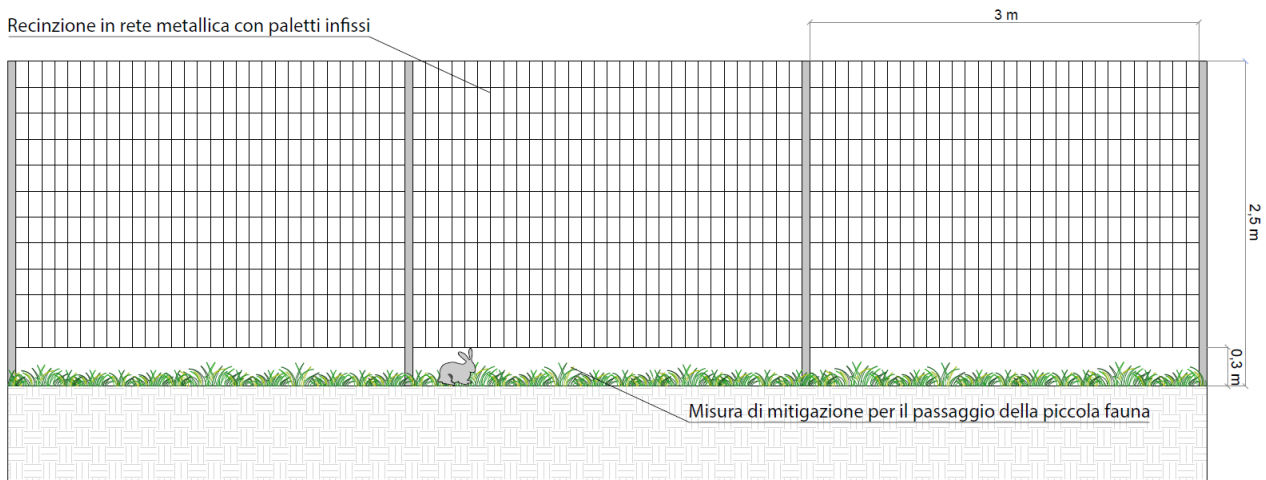 Recinzione in rete metallica con paletti infissi
3 m
2,5 m
0,3 m
Misura di mitigazione per il passaggio della piccola fauna